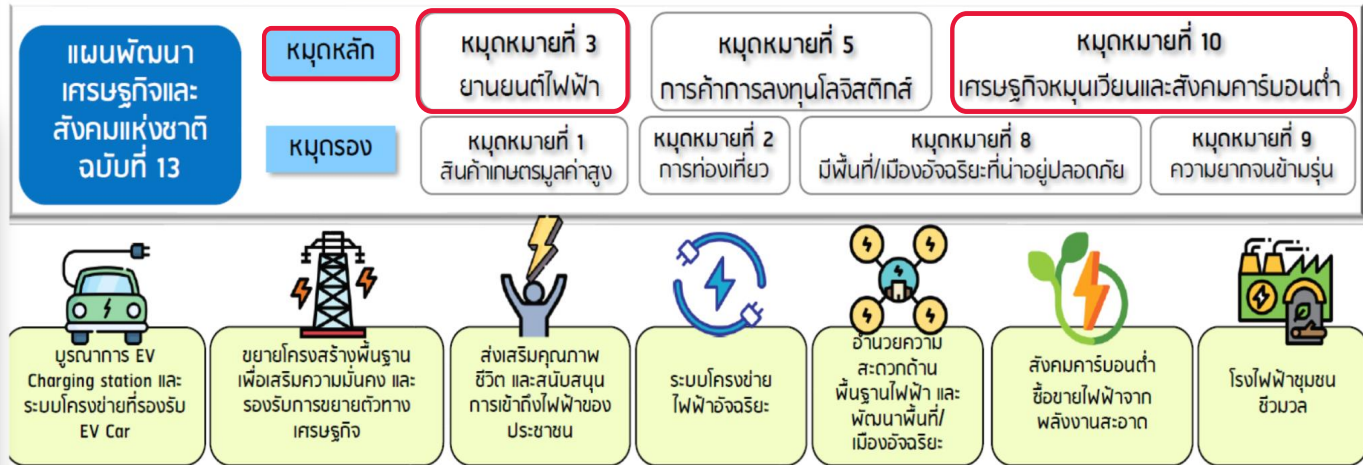 แผนพัฒนา
เศรษฐกิจและ
สังคมแห่งชาติ
ฉบับที่ 13
หมุดหลัก
หมุดหมายที่ 3
ยานยนต์ไฟฟ้า
หมุดหมายที่ 5
การค้าการลงทุนโลจิสติกส์
หมุดหมายที่ 10
เศรษฐกิจหมุนเวียนและสังคมคาร์บอนต่ำ
หมุดรอง
หมุดหมายที่ 1
สินค้าเกษตรมูลค่าสูง
หมุดหมายที่ 2
การท่องเที่ยว
หมุดหมายที่ 8
มีพื้นที่/เมืองอัจฉริยะที่น่าอยู่ปลอดภัย
หมุดหมายที่ 9
ความยากจนข้ามรุ่น
บูรณาการ EV
Charging station และ
ระบบโครงข่ายที่รองรับ
EV Car
ขยายโครงสร้างพื้นฐาน
เพื่อเสริมความมั่นคง และ
รองรับการขยายตัวทาง
เศรษฐกิจ
ส่งเสริมคุณภาพ
ชีวิต และสนับสนุน
การเข้าถึงไฟฟ้าของ
ประชาชน
ระบบโครงข่าย
ไฟฟ้าอัจฉริยะ
อำนวยความ
สะดวกด้าน
พื้นฐานไฟฟ้า และ
พัฒนาพื้นที่/
เมืองอัจฉริยะ
สังคมคาร์บอนต่ำ
ซื้อขายไฟฟ้าจาก
พลังงานสะอาด
โรงไฟฟ้าชุมชน
ชีวมวล